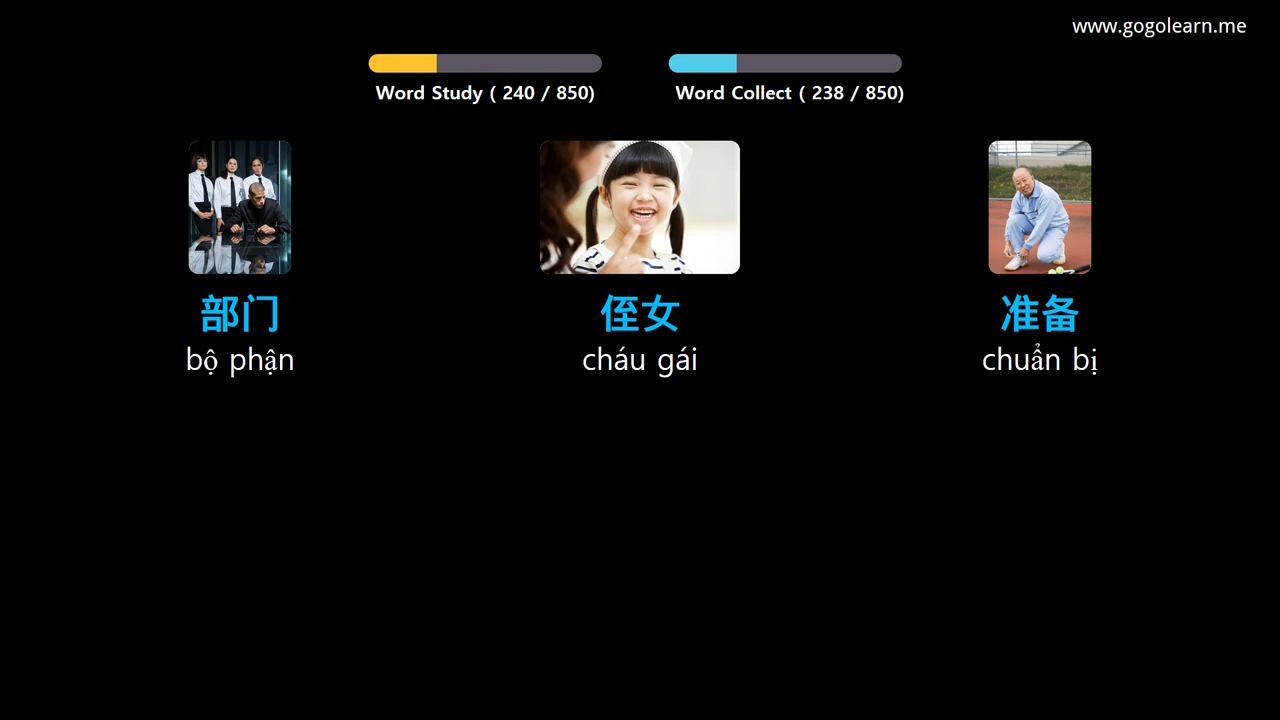 www.gogolearn.me
Word Study ( 240 / 850)
Word Collect ( 238 / 850)
部门
侄女
准备
bộ phận
cháu gái
chuẩn bị